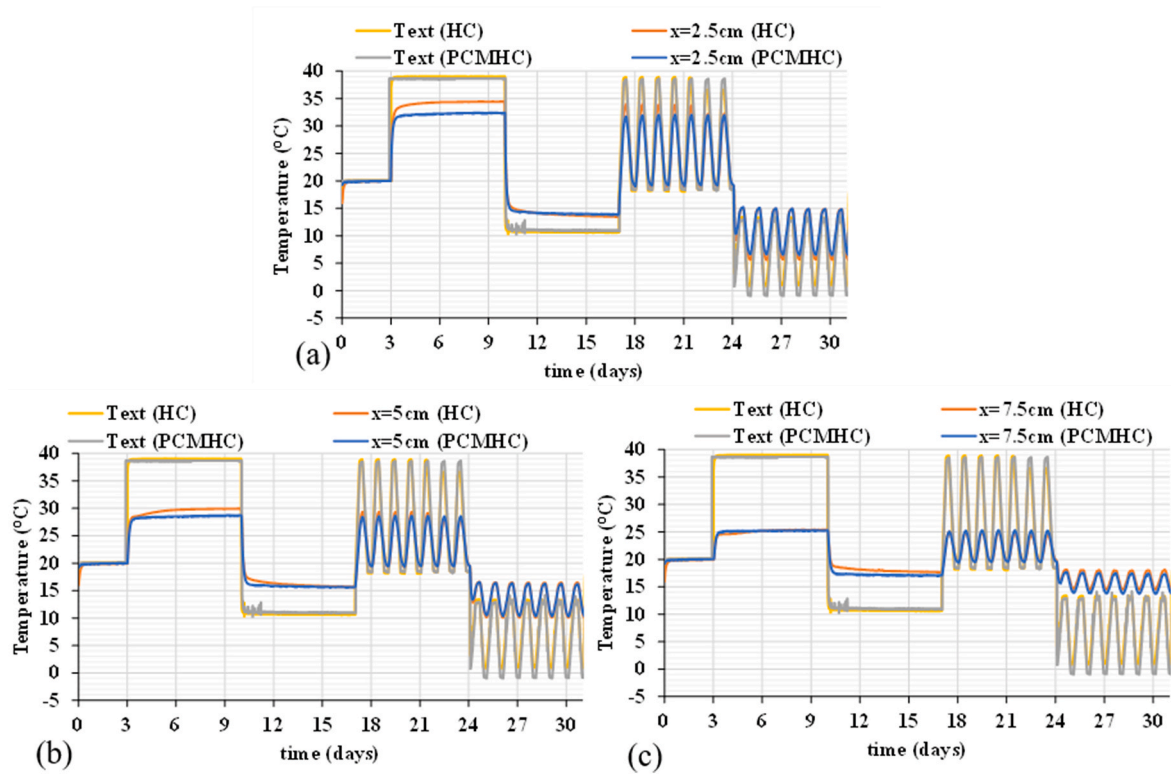 Text (HC) x=2.5cm (HC)
Text (PCMHC) x=2.5cm (PCMHC)
40
35
30
25
20
15
10
5
0
-5
Temperature (°C)
0 3 6 9 12 15 18 21 24 27 30
time (days)
(a)
Text (HC) x=5cm (HC)
Text (PCMHC) x=5cm (PCMHC)
40
35
30
25
20
15
10
5
0
-5
Temperature (°C)
0 3 6 9 12 15 18 21 24 27 30
time (days)
(b)
Text (HC) x=7.5cm (HC)
Text (PCMHC) x=7.5cm (PCMHC)
40
35
30
25
20
15
10
5
0
-5
Temperature (°C)
0 3 6 9 12 15 18 21 24 27 30
time (days)
(c)